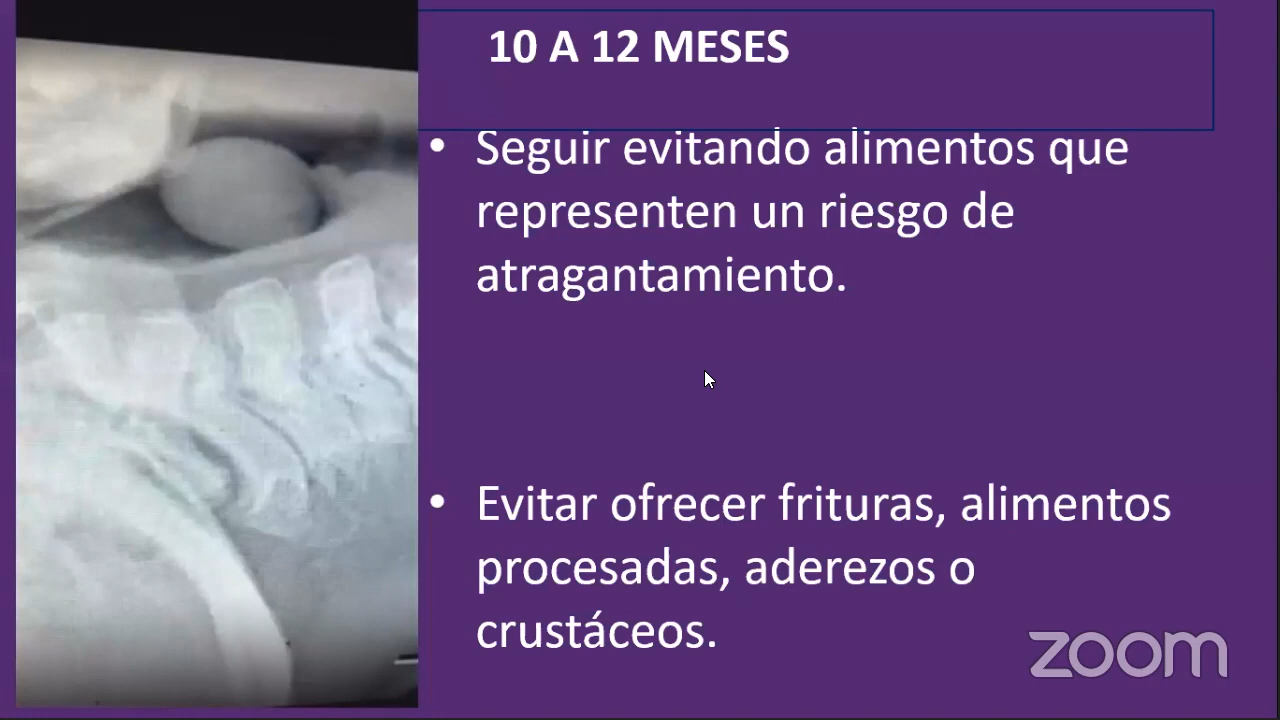 10 A 12 MESES
• Seguir evitando alimentos que
representen un riesgo de
atragantamiento.
• Evitar ofrecer frituras, alimentos
procesadas, aderezos o
crustáceos.
zoom